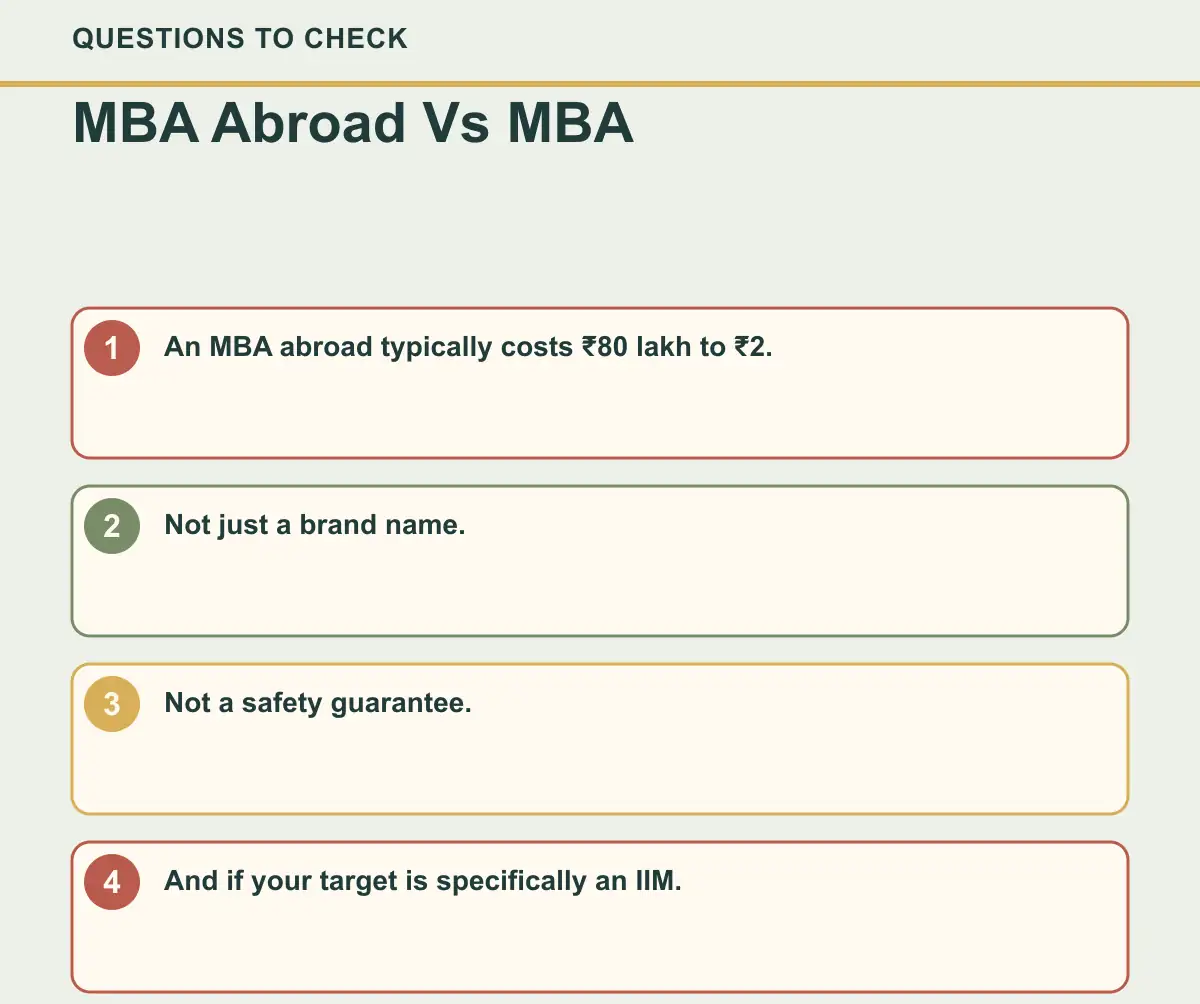 QUESTIONS TO CHECK
MBA Abroad Vs MBA
1
An MBA abroad typically costs ₹80 lakh to ₹2.
2
Not just a brand name.
3
Not a safety guarantee.
4
And if your target is specifically an IIM.